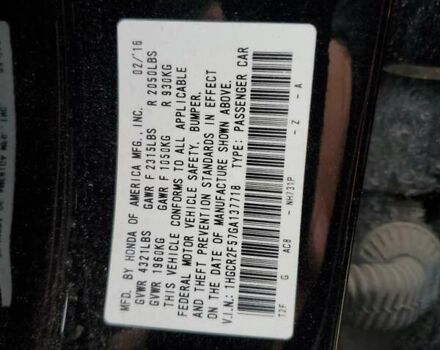 MFD. BY HONDA OF AMERICA MFG., INC. 02/16
GVWR 4321LBS GAWR F 2315LBS R 2050LBS
GVWR 1960KG GAWR F 1050KG R 930KG
THIS VEHICLE CONFORMS TO ALL APPLICABLE
FEDERAL MOTOR VEHICLE SAFETY, BUMPER,
AND THEFT PREVENTION STANDARDS IN EFFECT
ON THE DATE OF MANUFACTURE SHOWN ABOVE.
V.I.N.: 1HGCR2F57GA137718 TYPE: PASSENGER CAR
T2F G AC8 - NH731P - Z - A